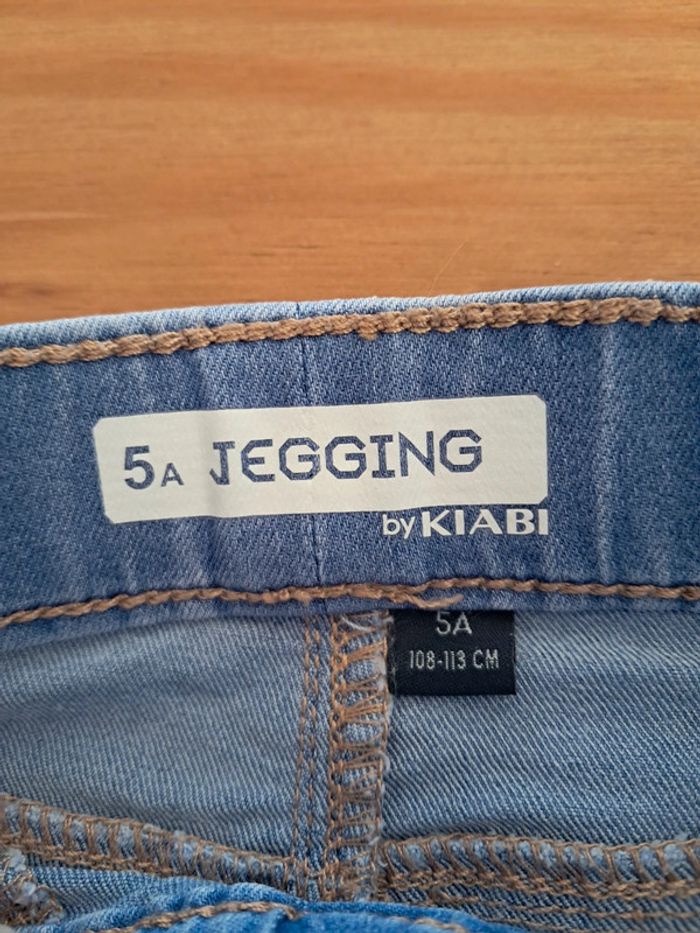 5A JEGGING
by KIABI
5A
108-113 CM